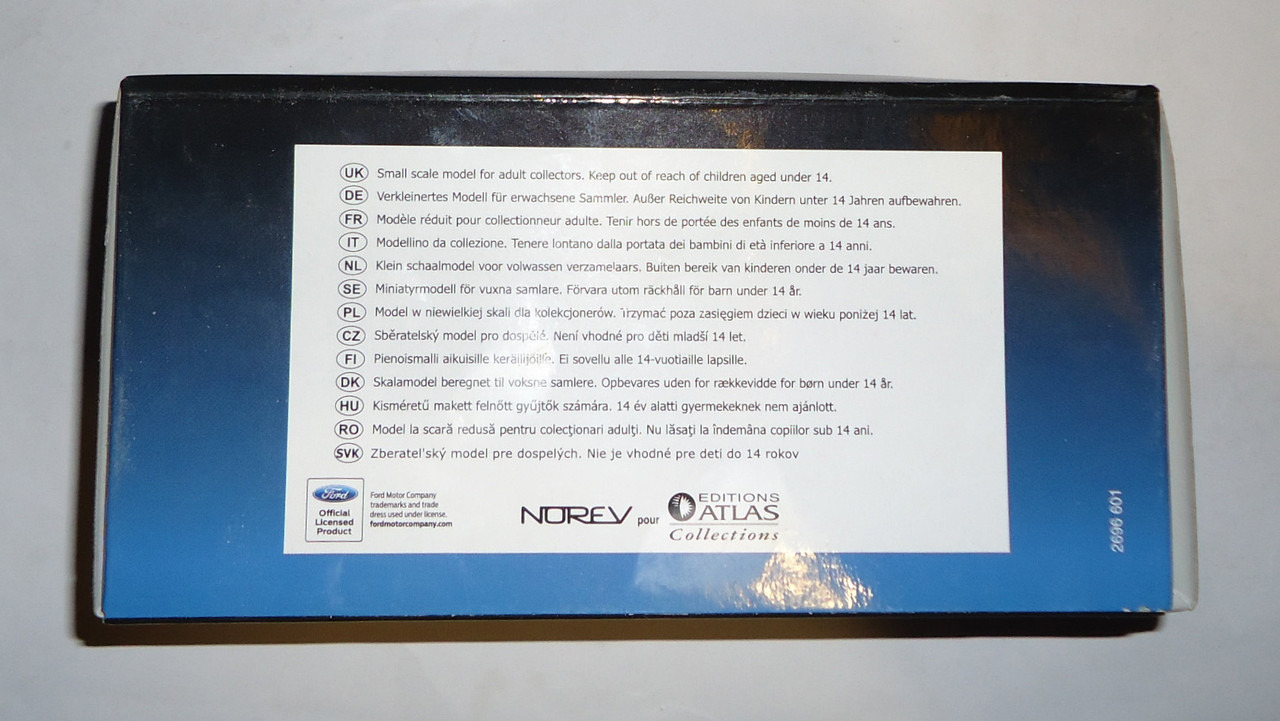 UK Small scale model for adult collectors. Keep out of reach of children aged under 14.
DE Verkleinertes Modell für erwachsene Sammler. Außer Reichweite von Kindern unter 14 Jahren aufbewahren.
FR Modèle réduit pour collectionneur adulte. Tenir hors de portée des enfants de moins de 14 ans.
IT Modellino da collezione. Tenere lontano dalla portata dei bambini di età inferiore a 14 anni.
NL Klein schaalmodel voor volwassen verzamelaars. Buiten bereik van kinderen onder de 14 jaar bewaren.
SE Miniatyrmodell för vuxna samlare. Förvara utom räckhåll för barn under 14 år.
PL Model w niewielkiej skali dla kolekcjonerów. Trzymać poza zasięgiem dzieci w wieku poniżej 14 lat.
CZ Sběratelský model pro dospělé. Není vhodné pro děti mladší 14 let.
FI Pienoismalli aikuisille keräilijöille. Ei sovellu alle 14-vuotiaille lapsille.
DK Skalamodel beregnet til voksne samlere. Opbevares uden for rækkevidde for børn under 14 år.
HU Kisméretű makett felnőtt gyűjtők számára. 14 év alatti gyermekeknek nem ajánlott.
RO Model la scară redusă pentru colecţionari adulţi. Nu lăsaţi la îndemâna copiilor sub 14 ani.
SVK Zberatel'ský model pre dospelých. Nie je vhodné pre deti do 14 rokov
Ford
Official
Licensed
Product
Ford Motor Company
trademarks and trade
dress used under license.
fordmotorcompany.com
NOREV pour
EDITIONS
ATLAS
Collections
2696 601